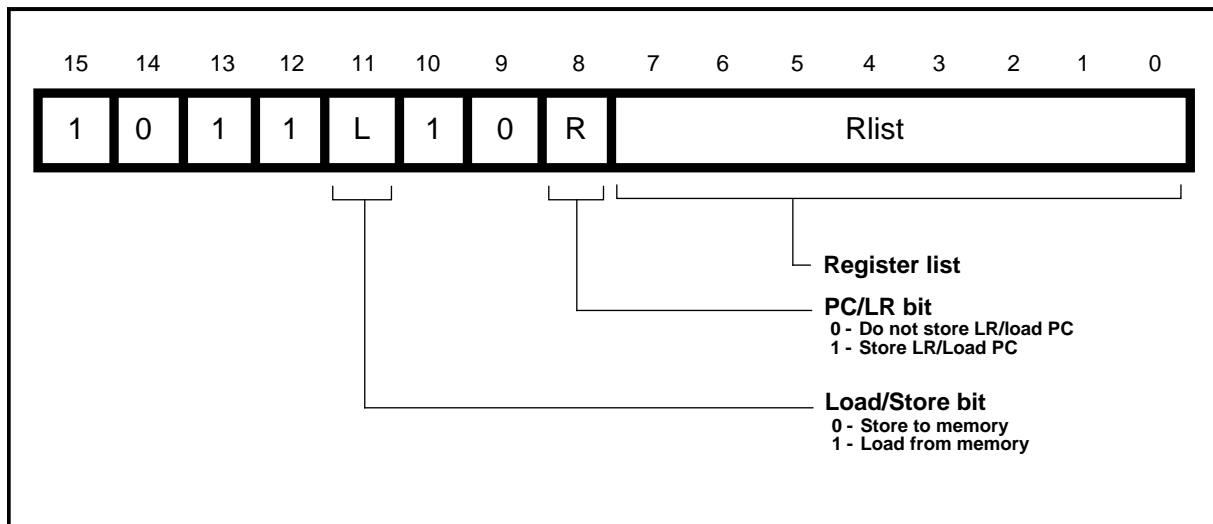 15 14 13 12 11 10 9 8 7 6 5 4 3 2 1 0
1 0 1 1 L 1 0 R Rlist
Register list
PC/LR bit
0 - Do not store LR/load PC
1 - Store LR/Load PC
Load/Store bit
0 - Store to memory
1 - Load from memory